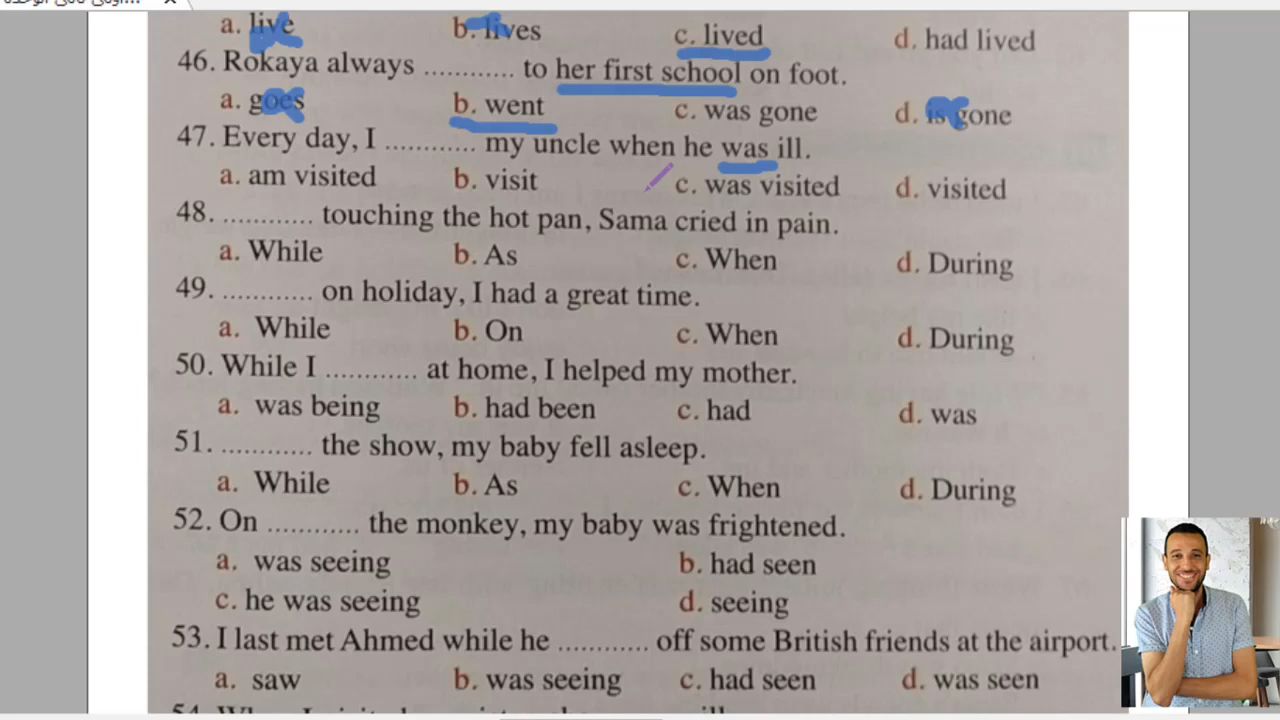 a. live b. lives c. lived d. had lived
46. Rokaya always ............ to her first school on foot.
a. goes b. went c. was gone d. is gone
47. Every day, I ............ my uncle when he was ill.
a. am visited b. visit c. was visited d. visited
48. ............ touching the hot pan, Sama cried in pain.
a. While b. As c. When d. During
49. ............ on holiday, I had a great time.
a. While b. On c. When d. During
50. While I ............ at home, I helped my mother.
a. was being b. had been c. had d. was
51. ............ the show, my baby fell asleep.
a. While b. As c. When d. During
52. On ............ the monkey, my baby was frightened.
a. was seeing b. had seen
c. he was seeing d. seeing
53. I last met Ahmed while he ............ off some British friends at the airport.
a. saw b. was seeing c. had seen d. was seen